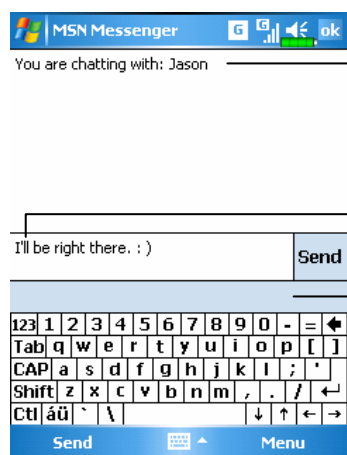 MSN Messenger G G ok
You are chatting with: Jason
I'll be right there. : )
Send
123 1 2 3 4 5 6 7 8 9 0 - = 
Tab q w e r t y u i o p [ ]
CAP a s d f g h j k l ; '
Shift z x c v b n m , . / ↵
Ctl áü ` \ ↓ ↑ ← →
Send Menu